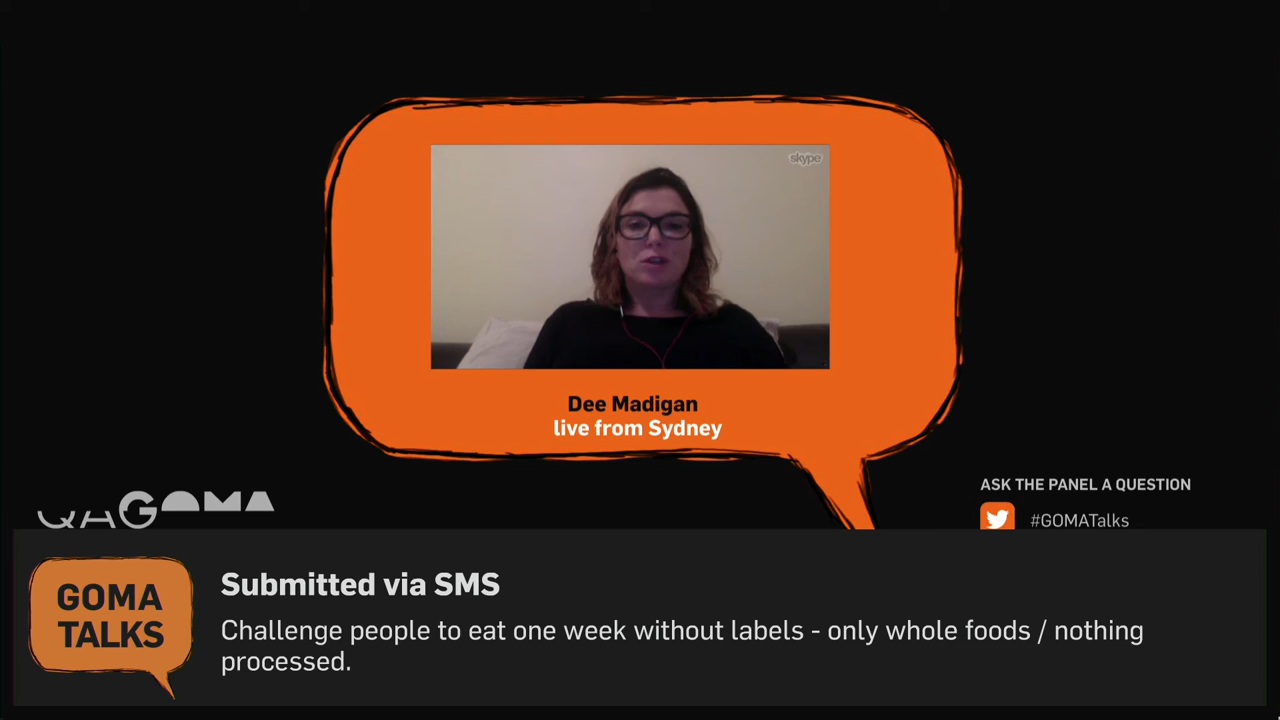 skype
Dee Madigan
live from Sydney
ASK THE PANEL A QUESTION
#GOMATalks
QAGOMA
GOMA
TALKS
Submitted via SMS
Challenge people to eat one week without labels - only whole foods / nothing
processed.